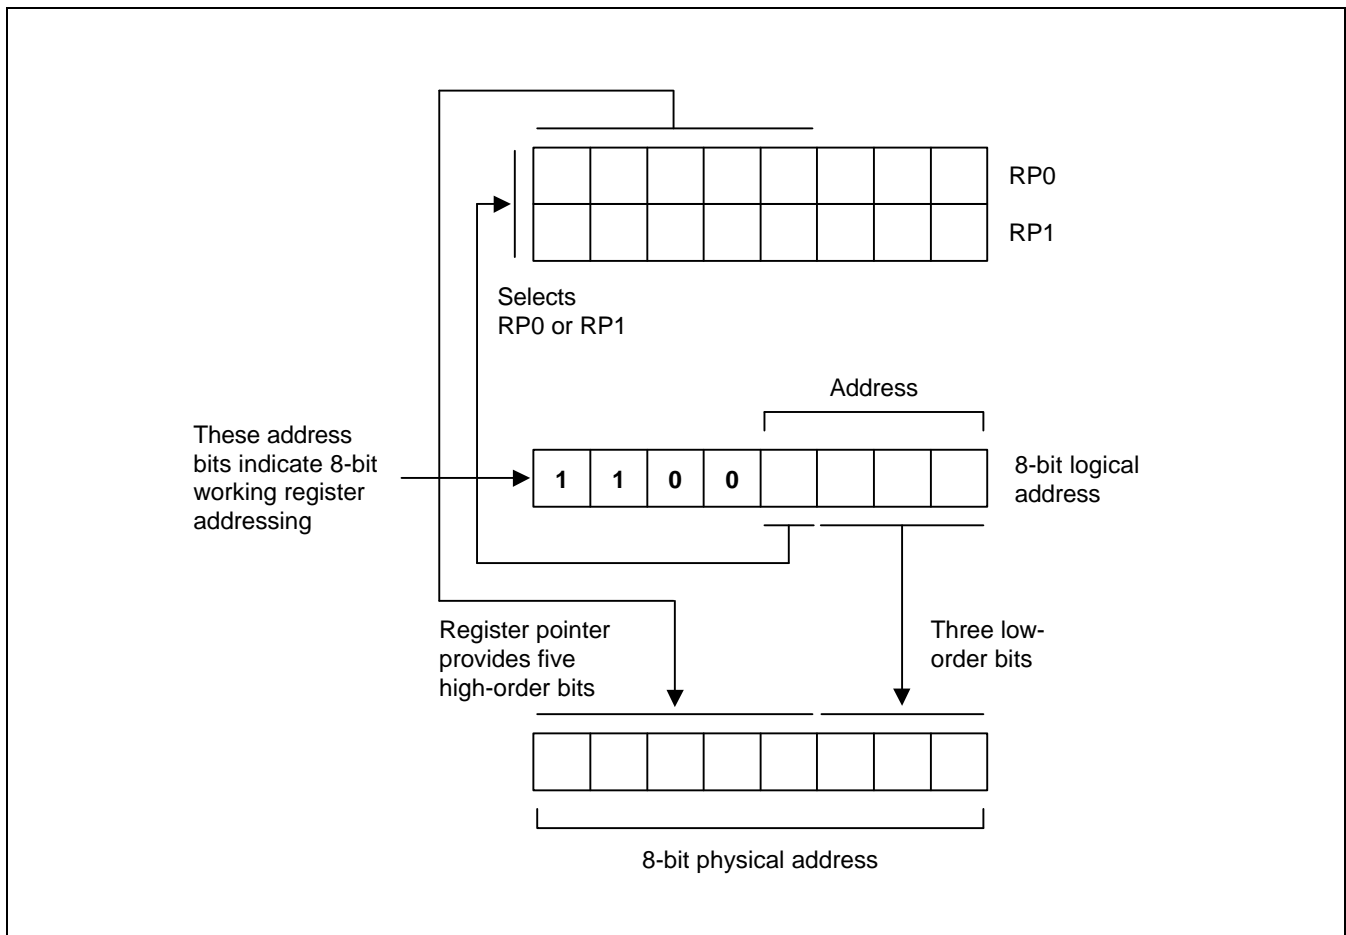 RP0
RP1
Selects
RP0 or RP1
Address
These address
bits indicate 8-bit
working register
addressing
1 1 0 0
8-bit logical
address
Register pointer
provides five
high-order bits
Three low-
order bits
8-bit physical address